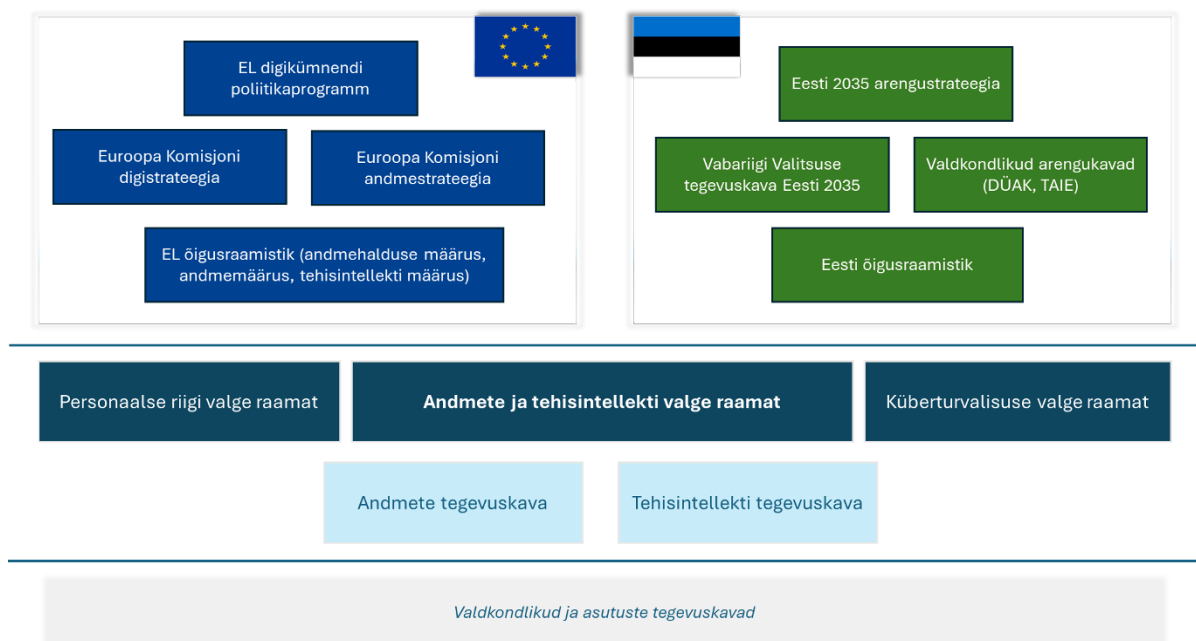 EL digikümnendi
poliitikaprogramm
Euroopa Komisjoni
digistrateegia
Euroopa Komisjoni
andmestrateegia
EL õigusraamistik (andmehalduse määrus,
andmemäärus, tehisintellekti määrus)
Eesti 2035 arengustrateegia
Vabariigi Valitsuse
tegevuskava Eesti 2035
Valdkondlikud arengukavad
(DÜAK, TAIE)
Eesti õigusraamistik
Personaalse riigi valge raamat
Andmete ja tehisintellekti valge raamat
Küberturvalisuse valge raamat
Andmete tegevuskava
Tehisintellekti tegevuskava
Valdkondlikud ja asutuste tegevuskavad